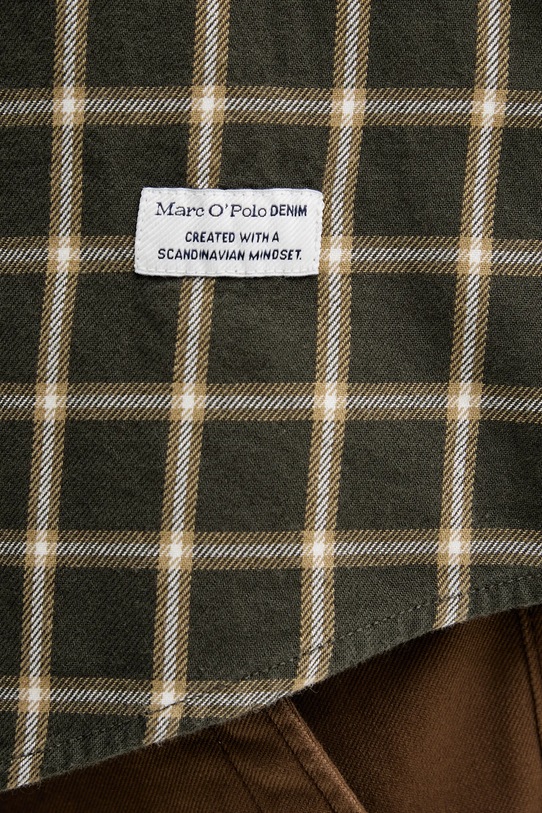 Marc O'Polo DENIM
CREATED WITH A
SCANDINAVIAN MINDSET.